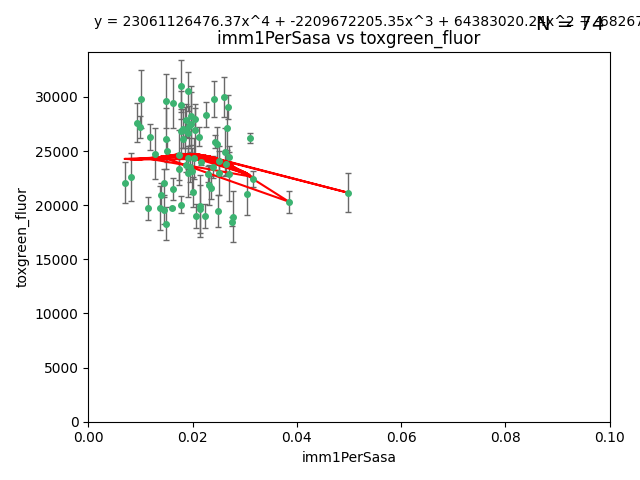 y = 23061126476.37x^4 + -2209672205.35x^3 + 64383020.24x^2 +
N = 74
imm1PerSasa vs toxgreen_fluor
30000
25000
20000
15000
10000
5000
0
toxgreen_fluor
0.00 0.02 0.04 0.06 0.08 0.10
imm1PerSasa